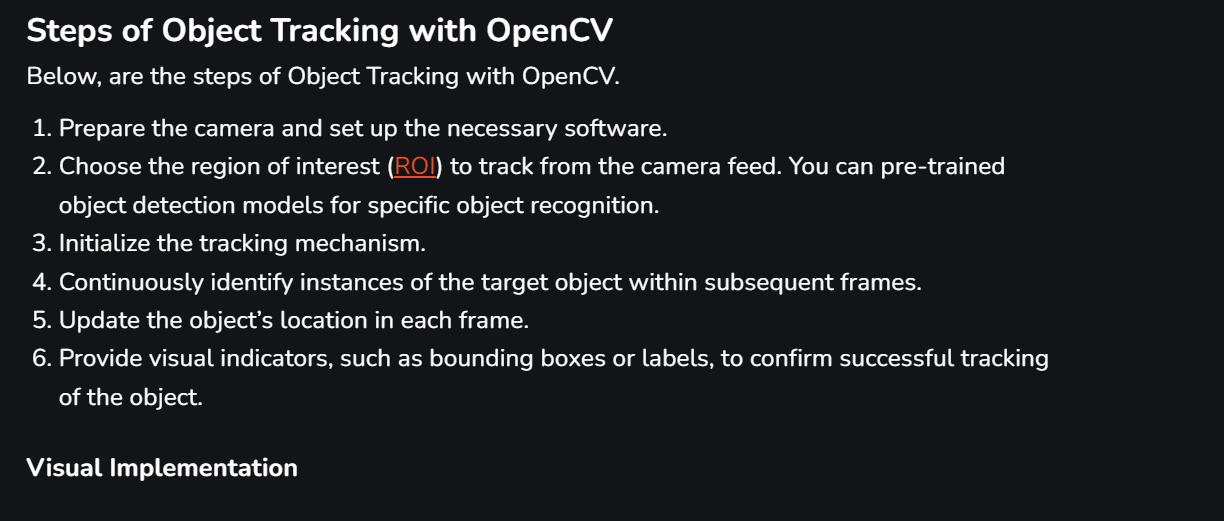 Steps of Object Tracking with OpenCV
Below, are the steps of Object Tracking with OpenCV.
1. Prepare the camera and set up the necessary software.
2. Choose the region of interest (ROI) to track from the camera feed. You can pre-trained
object detection models for specific object recognition.
3. Initialize the tracking mechanism.
4. Continuously identify instances of the target object within subsequent frames.
5. Update the object’s location in each frame.
6. Provide visual indicators, such as bounding boxes or labels, to confirm successful tracking
of the object.
Visual Implementation